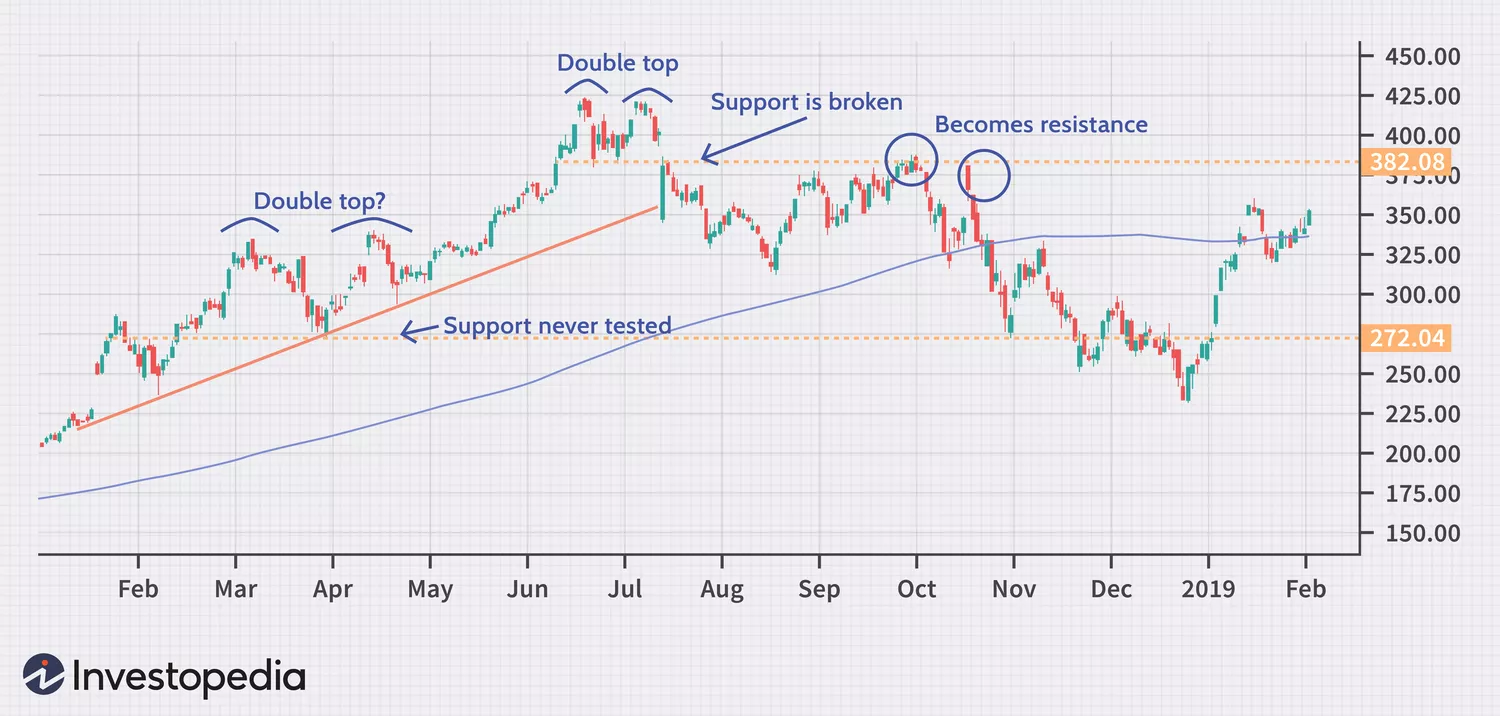 Double top
450.00
425.00
Support is broken
Becomes resistance
400.00
382.08
375.00
Double top?
350.00
325.00
300.00
Support never tested
272.04
250.00
225.00
200.00
175.00
150.00
Feb Mar Apr May Jun Jul Aug Sep Oct Nov Dec 2019 Feb
Investopedia